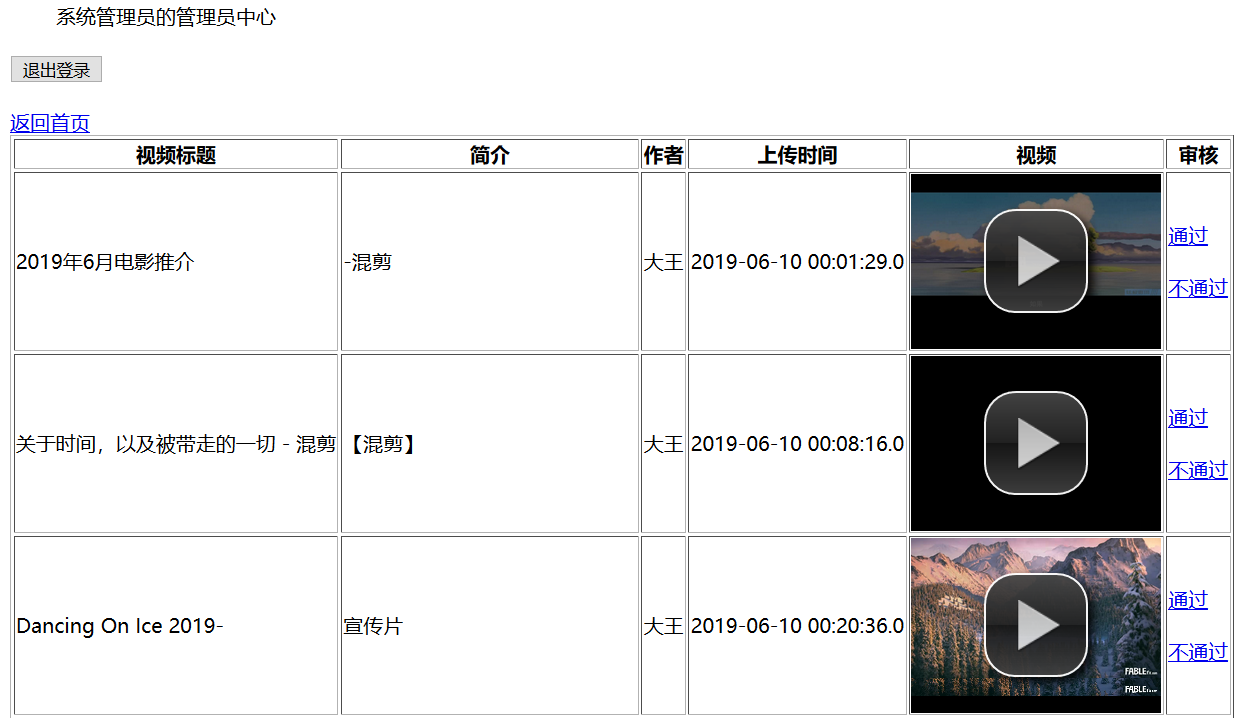 系统管理员的管理员中心
退出登录
返回首页
视频标题 简介 作者 上传时间 视频 审核
2019年6月电影推介 -混剪 大王 2019-06-10 00:01:29.0 通过
不通过
关于时间，以及被带走的一切 - 混剪 【混剪】 大王 2019-06-10 00:08:16.0 通过
不通过
Dancing On Ice 2019- 宣传片 大王 2019-06-10 00:20:36.0 通过
不通过